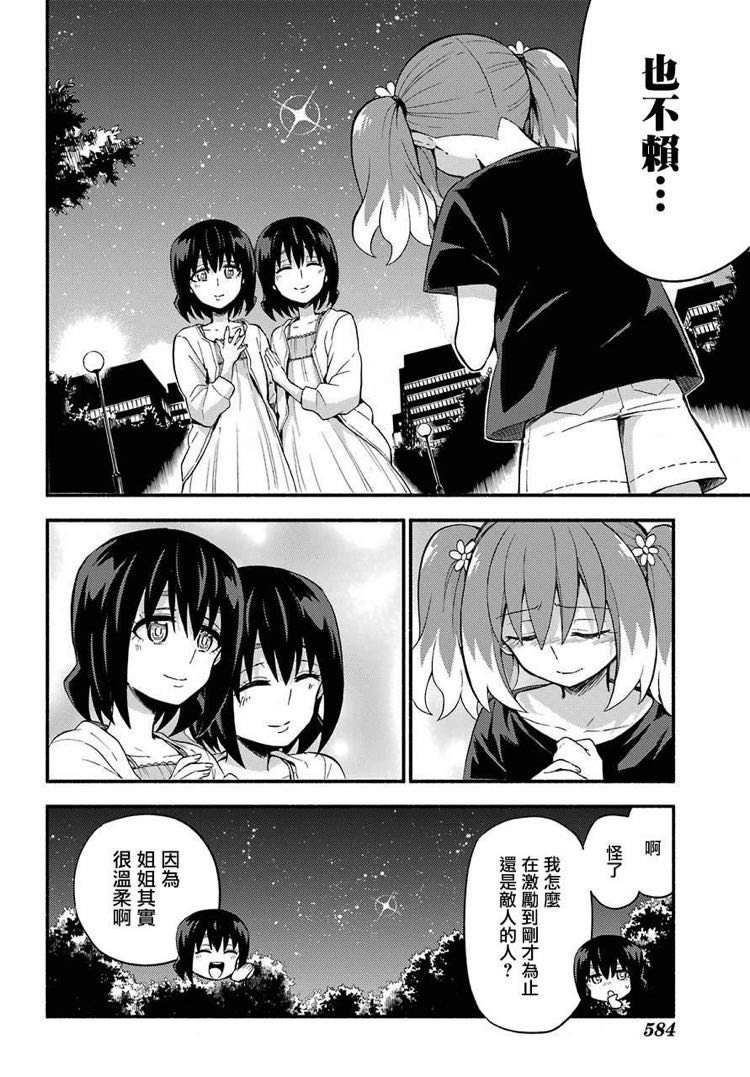 也不賴…
啊
怪了
我怎麼
在激勵到剛才為止
還是敵人的人？
因為
姐姐其實
很溫柔啊
584